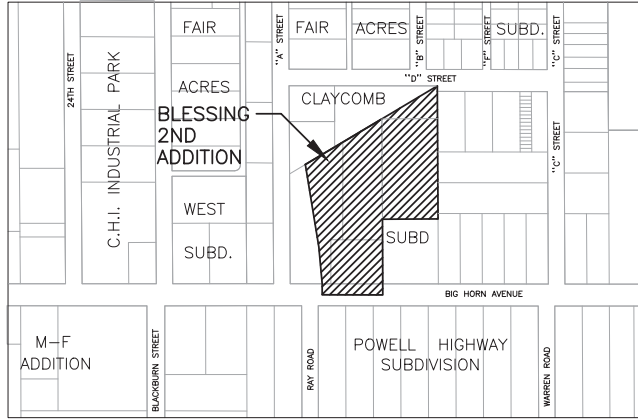 FAIR
FAIR
ACRES
SUBD.
24TH STREET
C.H.I. INDUSTRIAL PARK
"A" STREET
"B" STREET
"F" STREET
"C" STREET
"D" STREET
ACRES
CLAYCOMB
BLESSING
2ND
ADDITION
"C" STREET
WEST
SUBD.
SUBD
BIG HORN AVENUE
M-F
ADDITION
BLACKBURN STREET
RAY ROAD
POWELL HIGHWAY
SUBDIVISION
WARREN ROAD